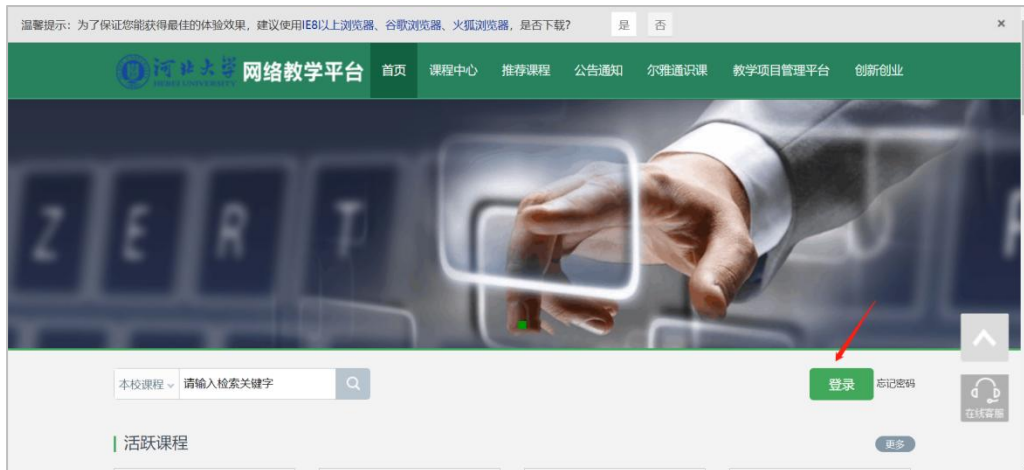 温馨提示：为了保证您能获得最佳的体验效果，建议使用IE8以上浏览器、谷歌浏览器、火狐浏览器，是否下载？ 是 否 ×
河北大学 HEBEI UNIVERSITY 网络教学平台 首页 课程中心 推荐课程 公告通知 尔雅通识课 教学项目管理平台 创新创业
Z E R T
本校课程 请输入检索关键字 登录 忘记密码
在线客服
活跃课程 更多